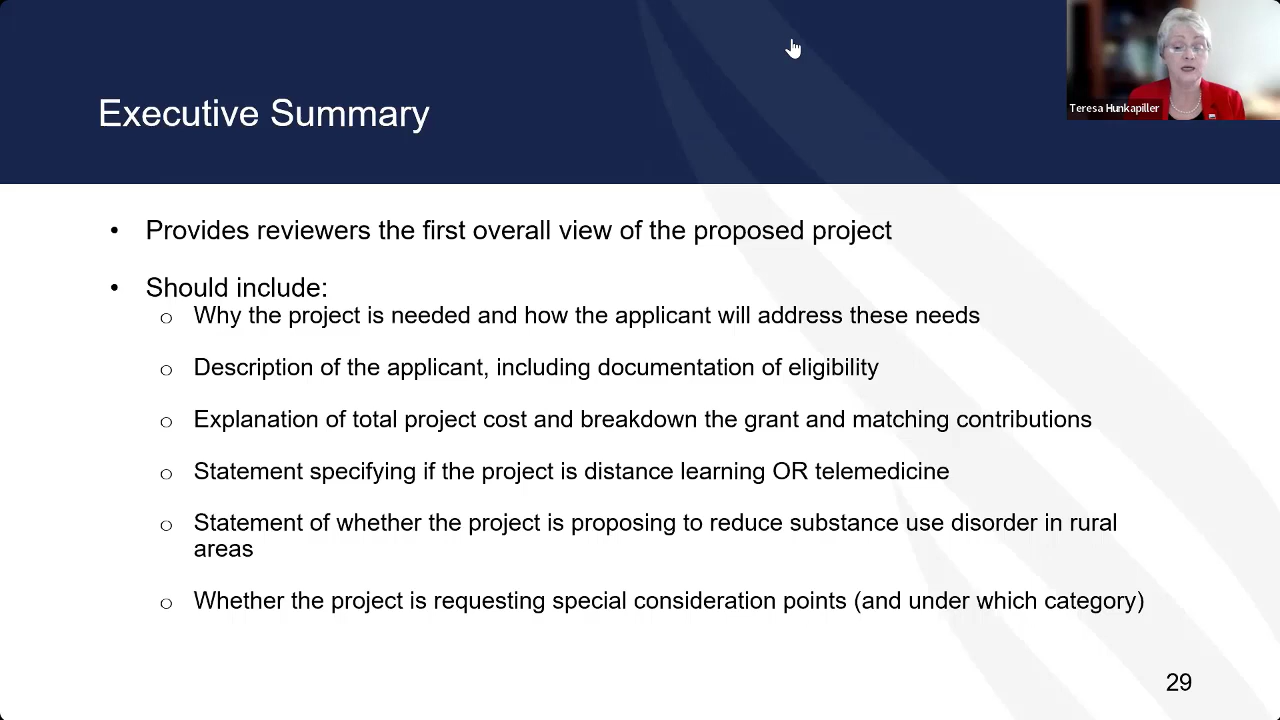 Executive Summary
Teresa Hunkapiller
• Provides reviewers the first overall view of the proposed project
• Should include:
o Why the project is needed and how the applicant will address these needs
o Description of the applicant, including documentation of eligibility
o Explanation of total project cost and breakdown the grant and matching contributions
o Statement specifying if the project is distance learning OR telemedicine
o Statement of whether the project is proposing to reduce substance use disorder in rural
areas
o Whether the project is requesting special consideration points (and under which category)
29